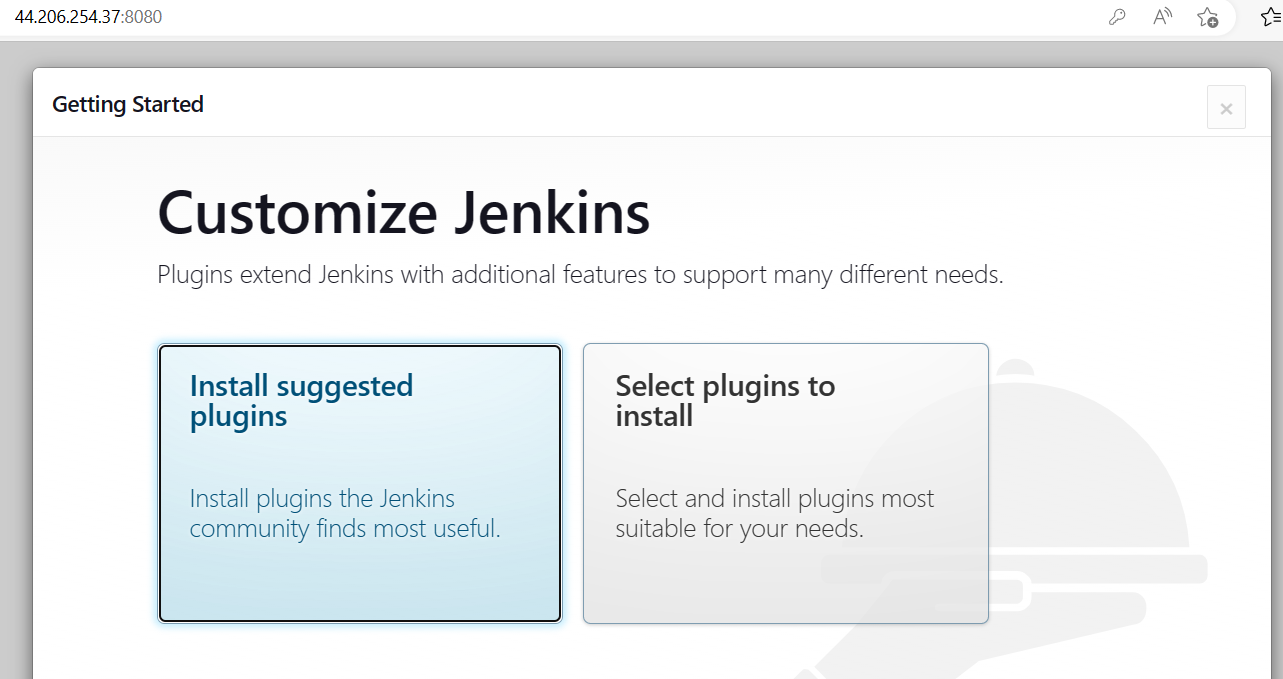 44.206.254.37:8080
Getting Started
Customize Jenkins
Plugins extend Jenkins with additional features to support many different needs.
Install suggested
plugins
Install plugins the Jenkins
community finds most useful.
Select plugins to
install
Select and install plugins most
suitable for your needs.